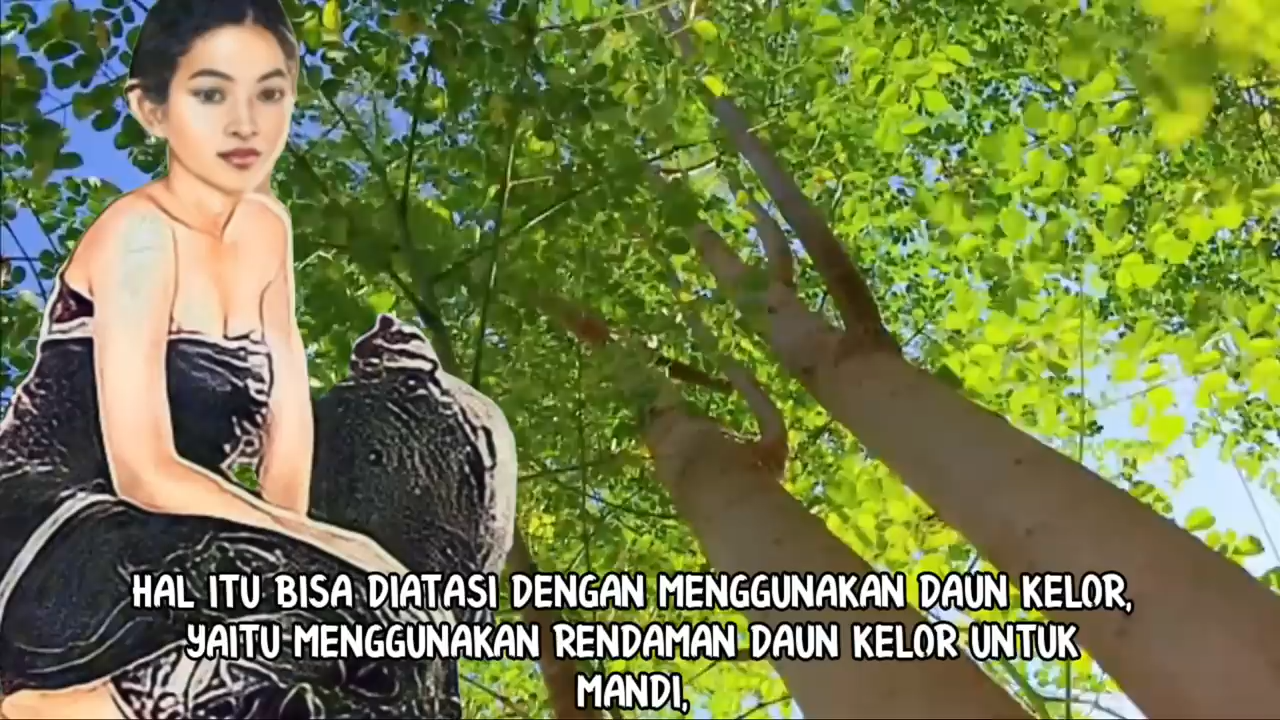 HAL ITU BISA DIATASI DENGAN MENGGUNAKAN DAUN KELOR,
YAITU MENGGUNAKAN RENDAMAN DAUN KELOR UNTUK
MANDI,